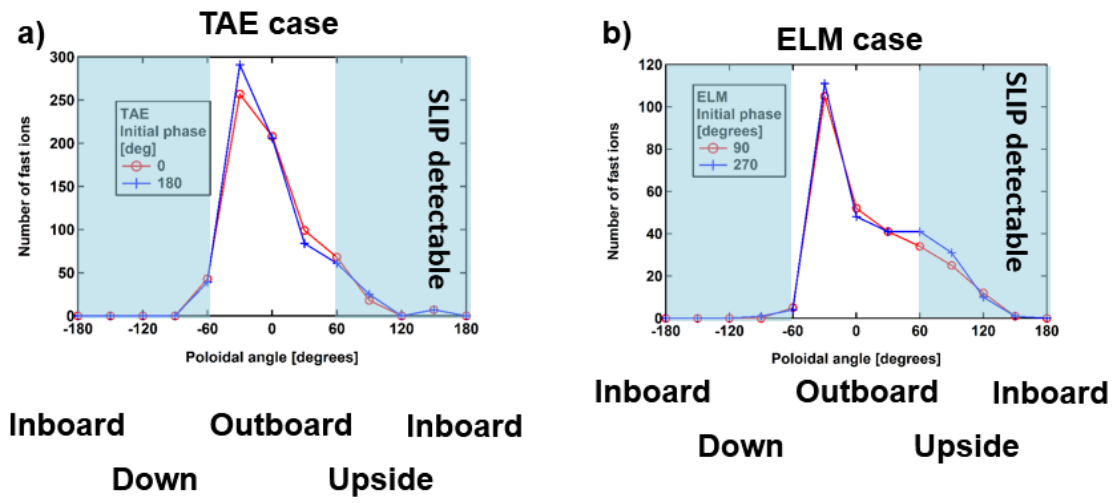 a)
TAE case
300
250
200
150
100
50
0
Number of fast ions
TAE
Initial phase
[deg]
0
180
SLIP detectable
-180 -120 -60 0 60 120 180
Poloidal angle [degrees]
Inboard Outboard Inboard
Down Upside
b)
ELM case
120
100
80
60
40
20
0
Number of fast ions
ELM
Initial phase
[degrees]
90
270
SLIP detectable
-180 -120 -60 0 60 120 180
Poloidal angle [degrees]
Inboard Outboard Inboard
Down Upside